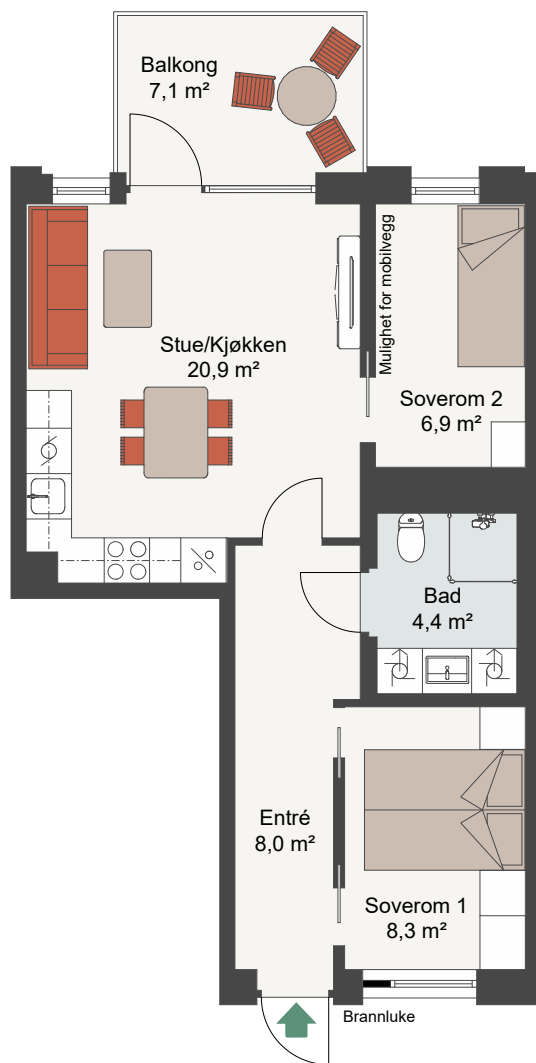 Balkong
7,1 m²
Mulighet for mobilvegg
Stue/Kjøkken
20,9 m²
Soverom 2
6,9 m²
Bad
4,4 m²
Entré
8,0 m²
Soverom 1
8,3 m²
Brannluke